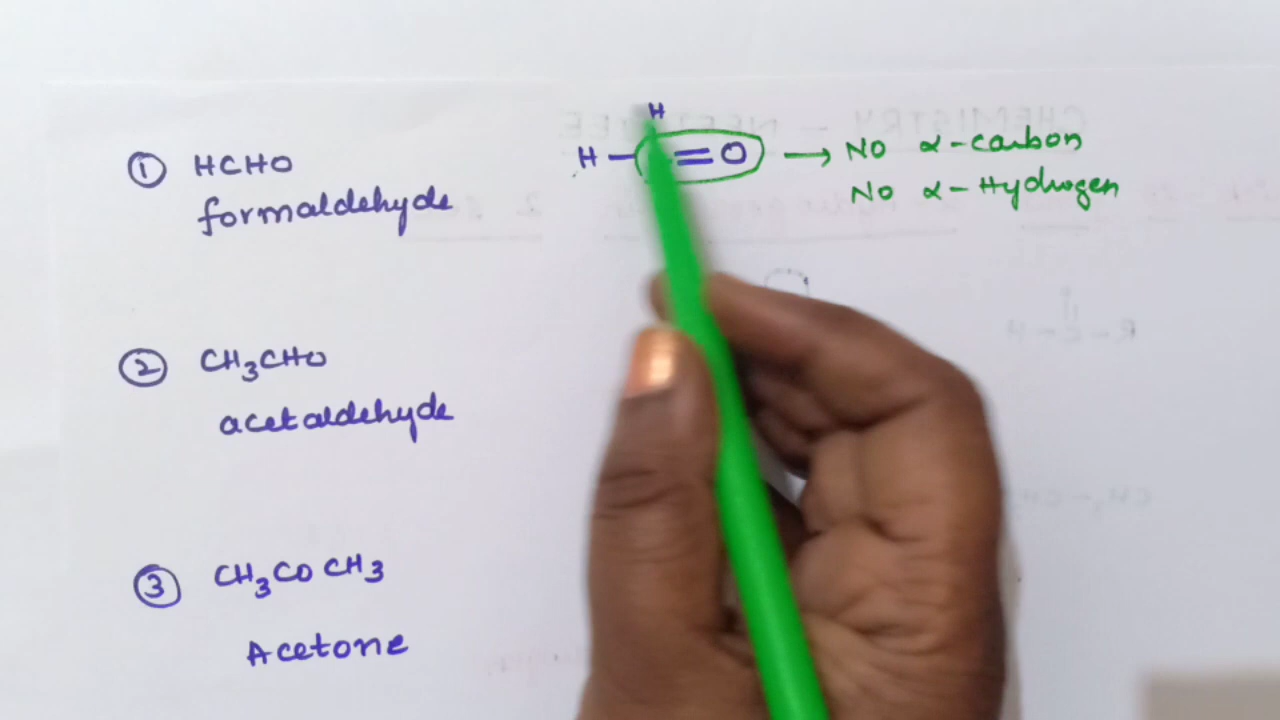 H
① HCHO H – = O → NO α-carbon
formaldehyde NO α-Hydrogen
② CH3CHO
acetaldehyde
③ CH3COCH3
Acetone